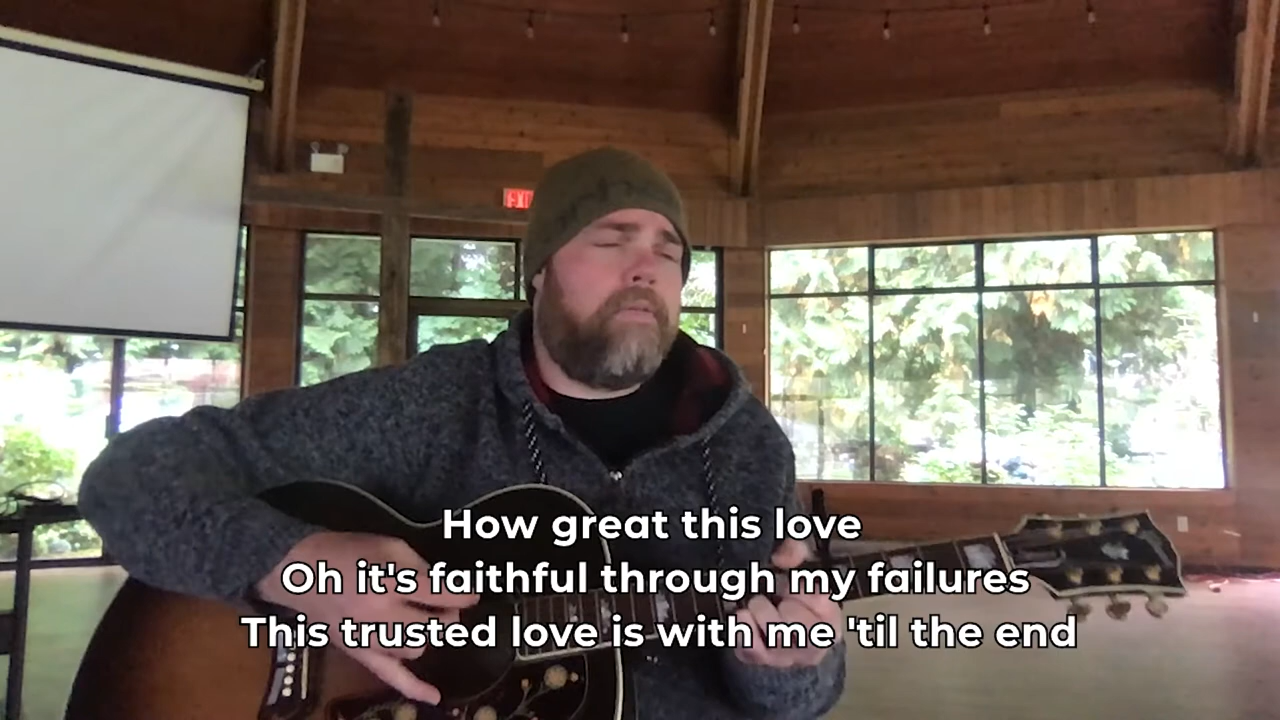 How great this love
Oh it's faithful through my failures
This trusted love is with me 'til the end